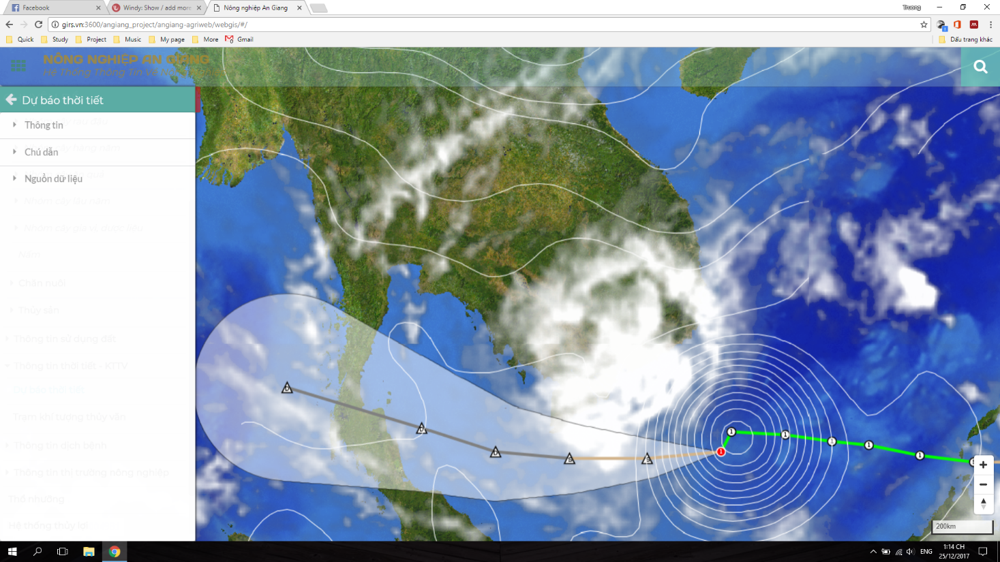 Facebook
Windy: Show / add more
Nông nghiệp An Giang
Truong
girs.vn:3600/angiang_project/angiang-agriweb/webgis/#/
Quick
Study
Project
Music
My page
More
Gmail
Dấu trang khác
NÔNG NGHIỆP AN GIANG
Hệ Thống Thông Tin Về Nông Nghiệp
Dự báo thời tiết
Thông tin
Chú dẫn
Nguồn dữ liệu
Nhóm cây lâu năm
Nhóm cây gia vị, dược liệu
Nấm
Chăn nuôi
Thủy sản
Thông tin sử dụng đất
Thông tin thời tiết - KTTV
Dự báo thời tiết
Trạm khí tượng thủy văn
Thông tin dịch bệnh
Thông tin thị trường nông nghiệp
Thổ nhưỡng
Hệ thống thủy lợi
D
D
D
S
S
1
1
1
1
1
1
200km
ENG
1:14 CH
25/12/2017